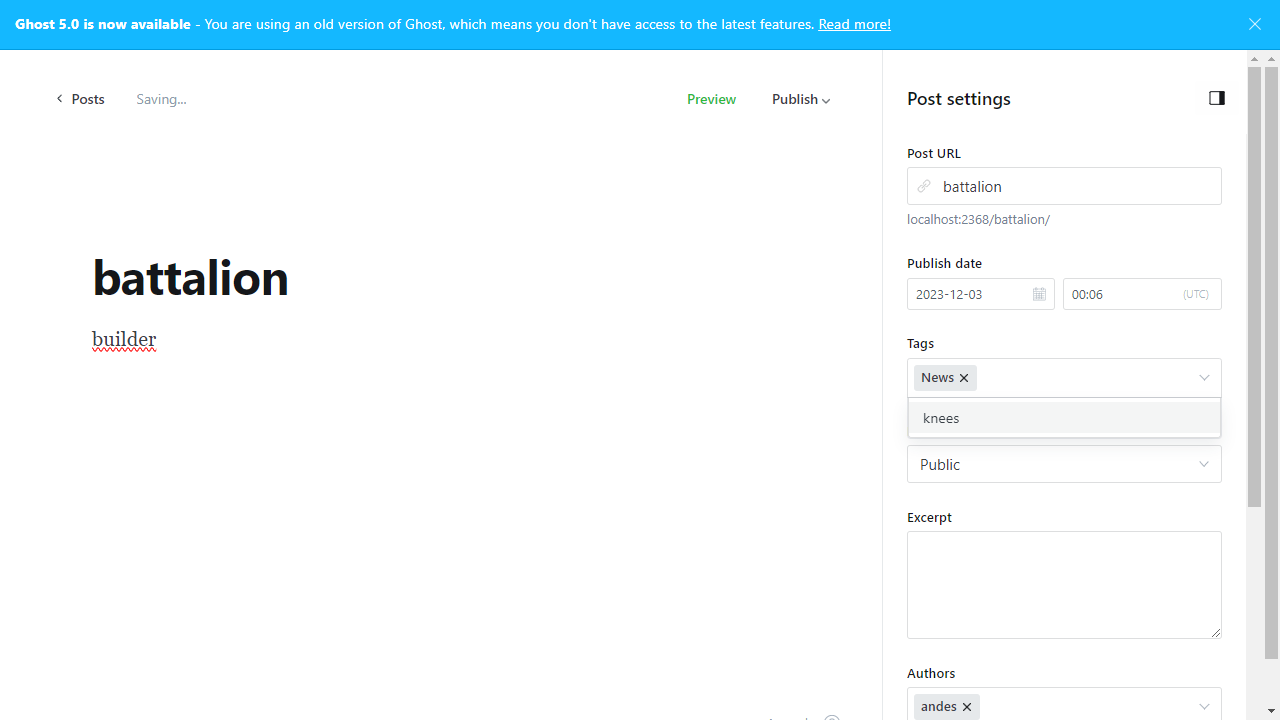 Ghost 5.0 is now available - You are using an old version of Ghost, which means you don't have access to the latest features. Read more!
Posts
Saving...
Preview
Publish
battalion
builder
Post settings
Post URL
battalion
localhost:2368/battalion/
Publish date
2023-12-03
00:06
(UTC)
Tags
News
knees
Public
Excerpt
Authors
andes